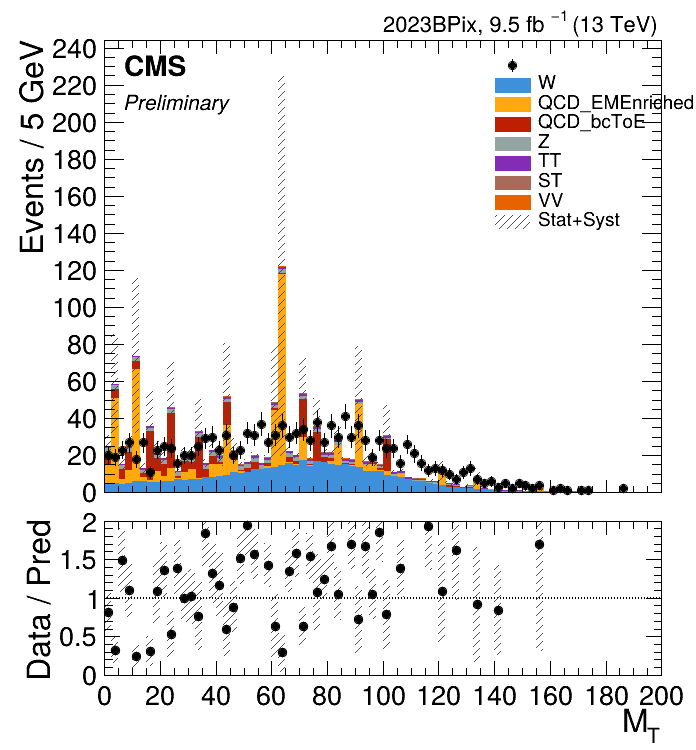 2023BPix, 9.5 fb⁻¹ (13 TeV)
CMS
Preliminary
W
QCD_EMEnriched
QCD_bcToE
Z
TT
ST
VV
Stat+Syst
Events / 5 GeV
240
220
200
180
160
140
120
100
80
60
40
20
0
Data / Pred
2
1.5
1
0.5
0
0 20 40 60 80 100 120 140 160 180 200
M_T